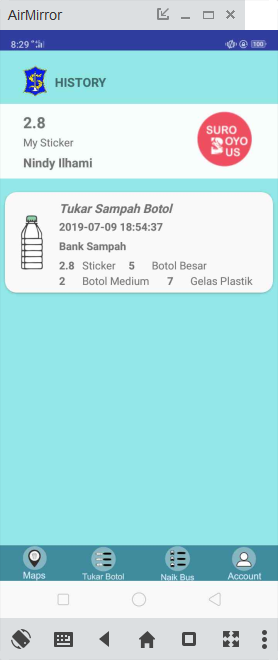 AirMirror
8:29
100
HISTORY
2.8
My Sticker
Nindy Ilhami
SURO
BOYO
BUS
Tukar Sampah Botol
2019-07-09 18:54:37
Bank Sampah
2.8 Sticker 5 Botol Besar
2 Botol Medium 7 Gelas Plastik
Maps Tukar Botol Naik Bus Account